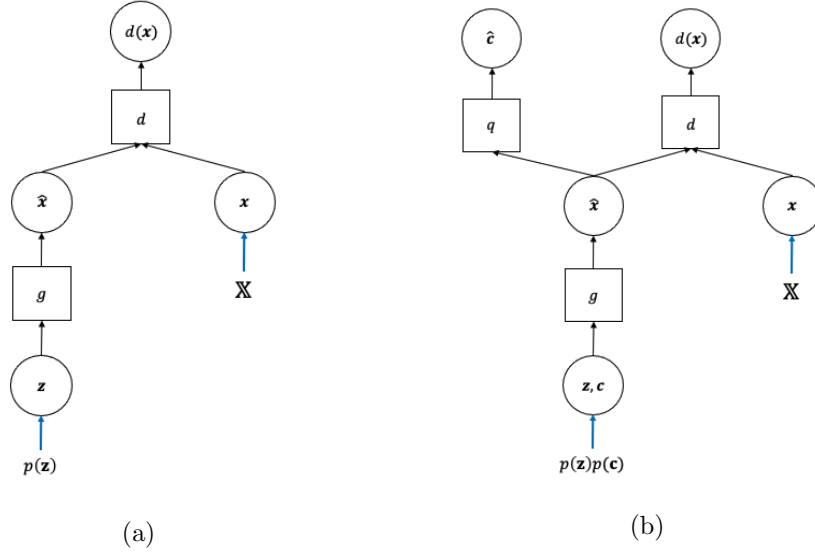 d(x)
d
x̂
x
g
𝕏
z
p(z)
(a)
ĉ
d(x)
q
d
x̂
x
g
𝕏
z, c
p(z)p(c)
(b)